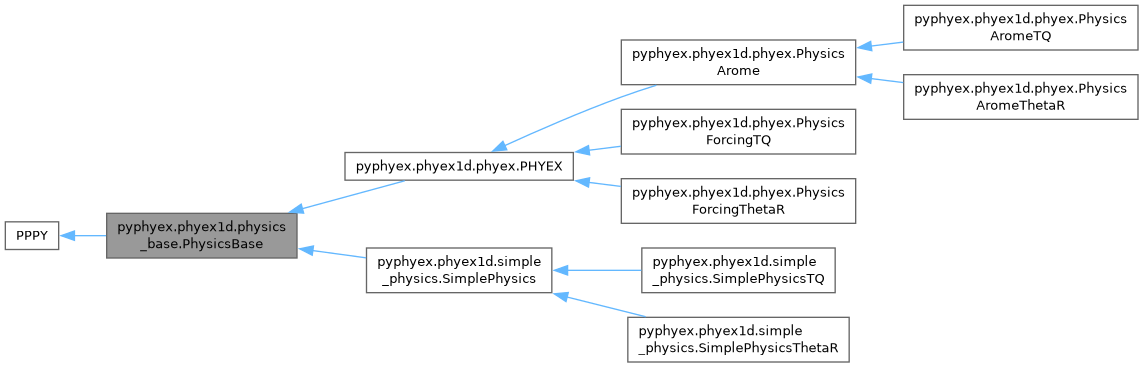 pyphyex.phyex1d.phyex.Physics
AromeTQ
pyphyex.phyex1d.phyex.Physics
Arome
pyphyex.phyex1d.phyex.Physics
AromeThetaR
pyphyex.phyex1d.phyex.Physics
ForcingTQ
pyphyex.phyex1d.phyex.PHYEX
pyphyex.phyex1d.phyex.Physics
ForcingThetaR
PPPY
pyphyex.phyex1d.physics
_base.PhysicsBase
pyphyex.phyex1d.simple
_physics.SimplePhysics
pyphyex.phyex1d.simple
_physics.SimplePhysicsTQ
pyphyex.phyex1d.simple
_physics.SimplePhysicsThetaR